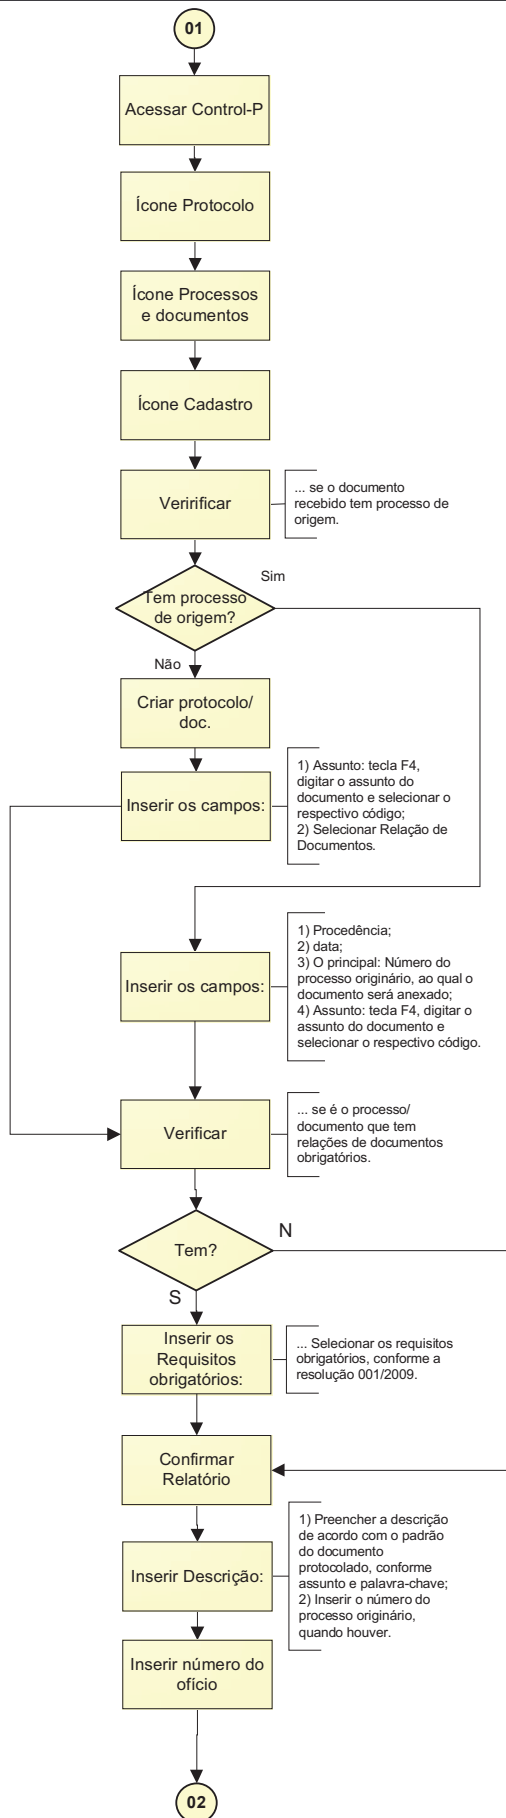 01
Acessar Control-P
Ícone Protocolo
Ícone Processos
e documentos
Ícone Cadastro
Veririficar
... se o documento
recebido tem processo de
origem.
Sim
Tem processo
de origem?
Não
Criar protocolo/
doc.
Inserir os campos:
1) Assunto: tecla F4,
digitar o assunto do
documento e selecionar o
respectivo código;
2) Selecionar Relação de
Documentos.
Inserir os campos:
1) Procedência;
2) data;
3) O principal: Número do
processo originário, ao qual o
documento será anexado;
4) Assunto: tecla F4, digitar o
assunto do documento e
selecionar o respectivo código.
Verificar
... se é o processo/
documento que tem
relações de documentos
obrigatórios.
Tem?
N
S
Inserir os
Requisitos
obrigatórios:
... Selecionar os requisitos
obrigatórios, conforme a
resolução 001/2009.
Confirmar
Relatório
Inserir Descrição:
1) Preencher a descrição
de acordo com o padrão
do documento
protocolado, conforme
assunto e palavra-chave;
2) Inserir o número do
processo originário,
quando houver.
Inserir número do
ofício
02